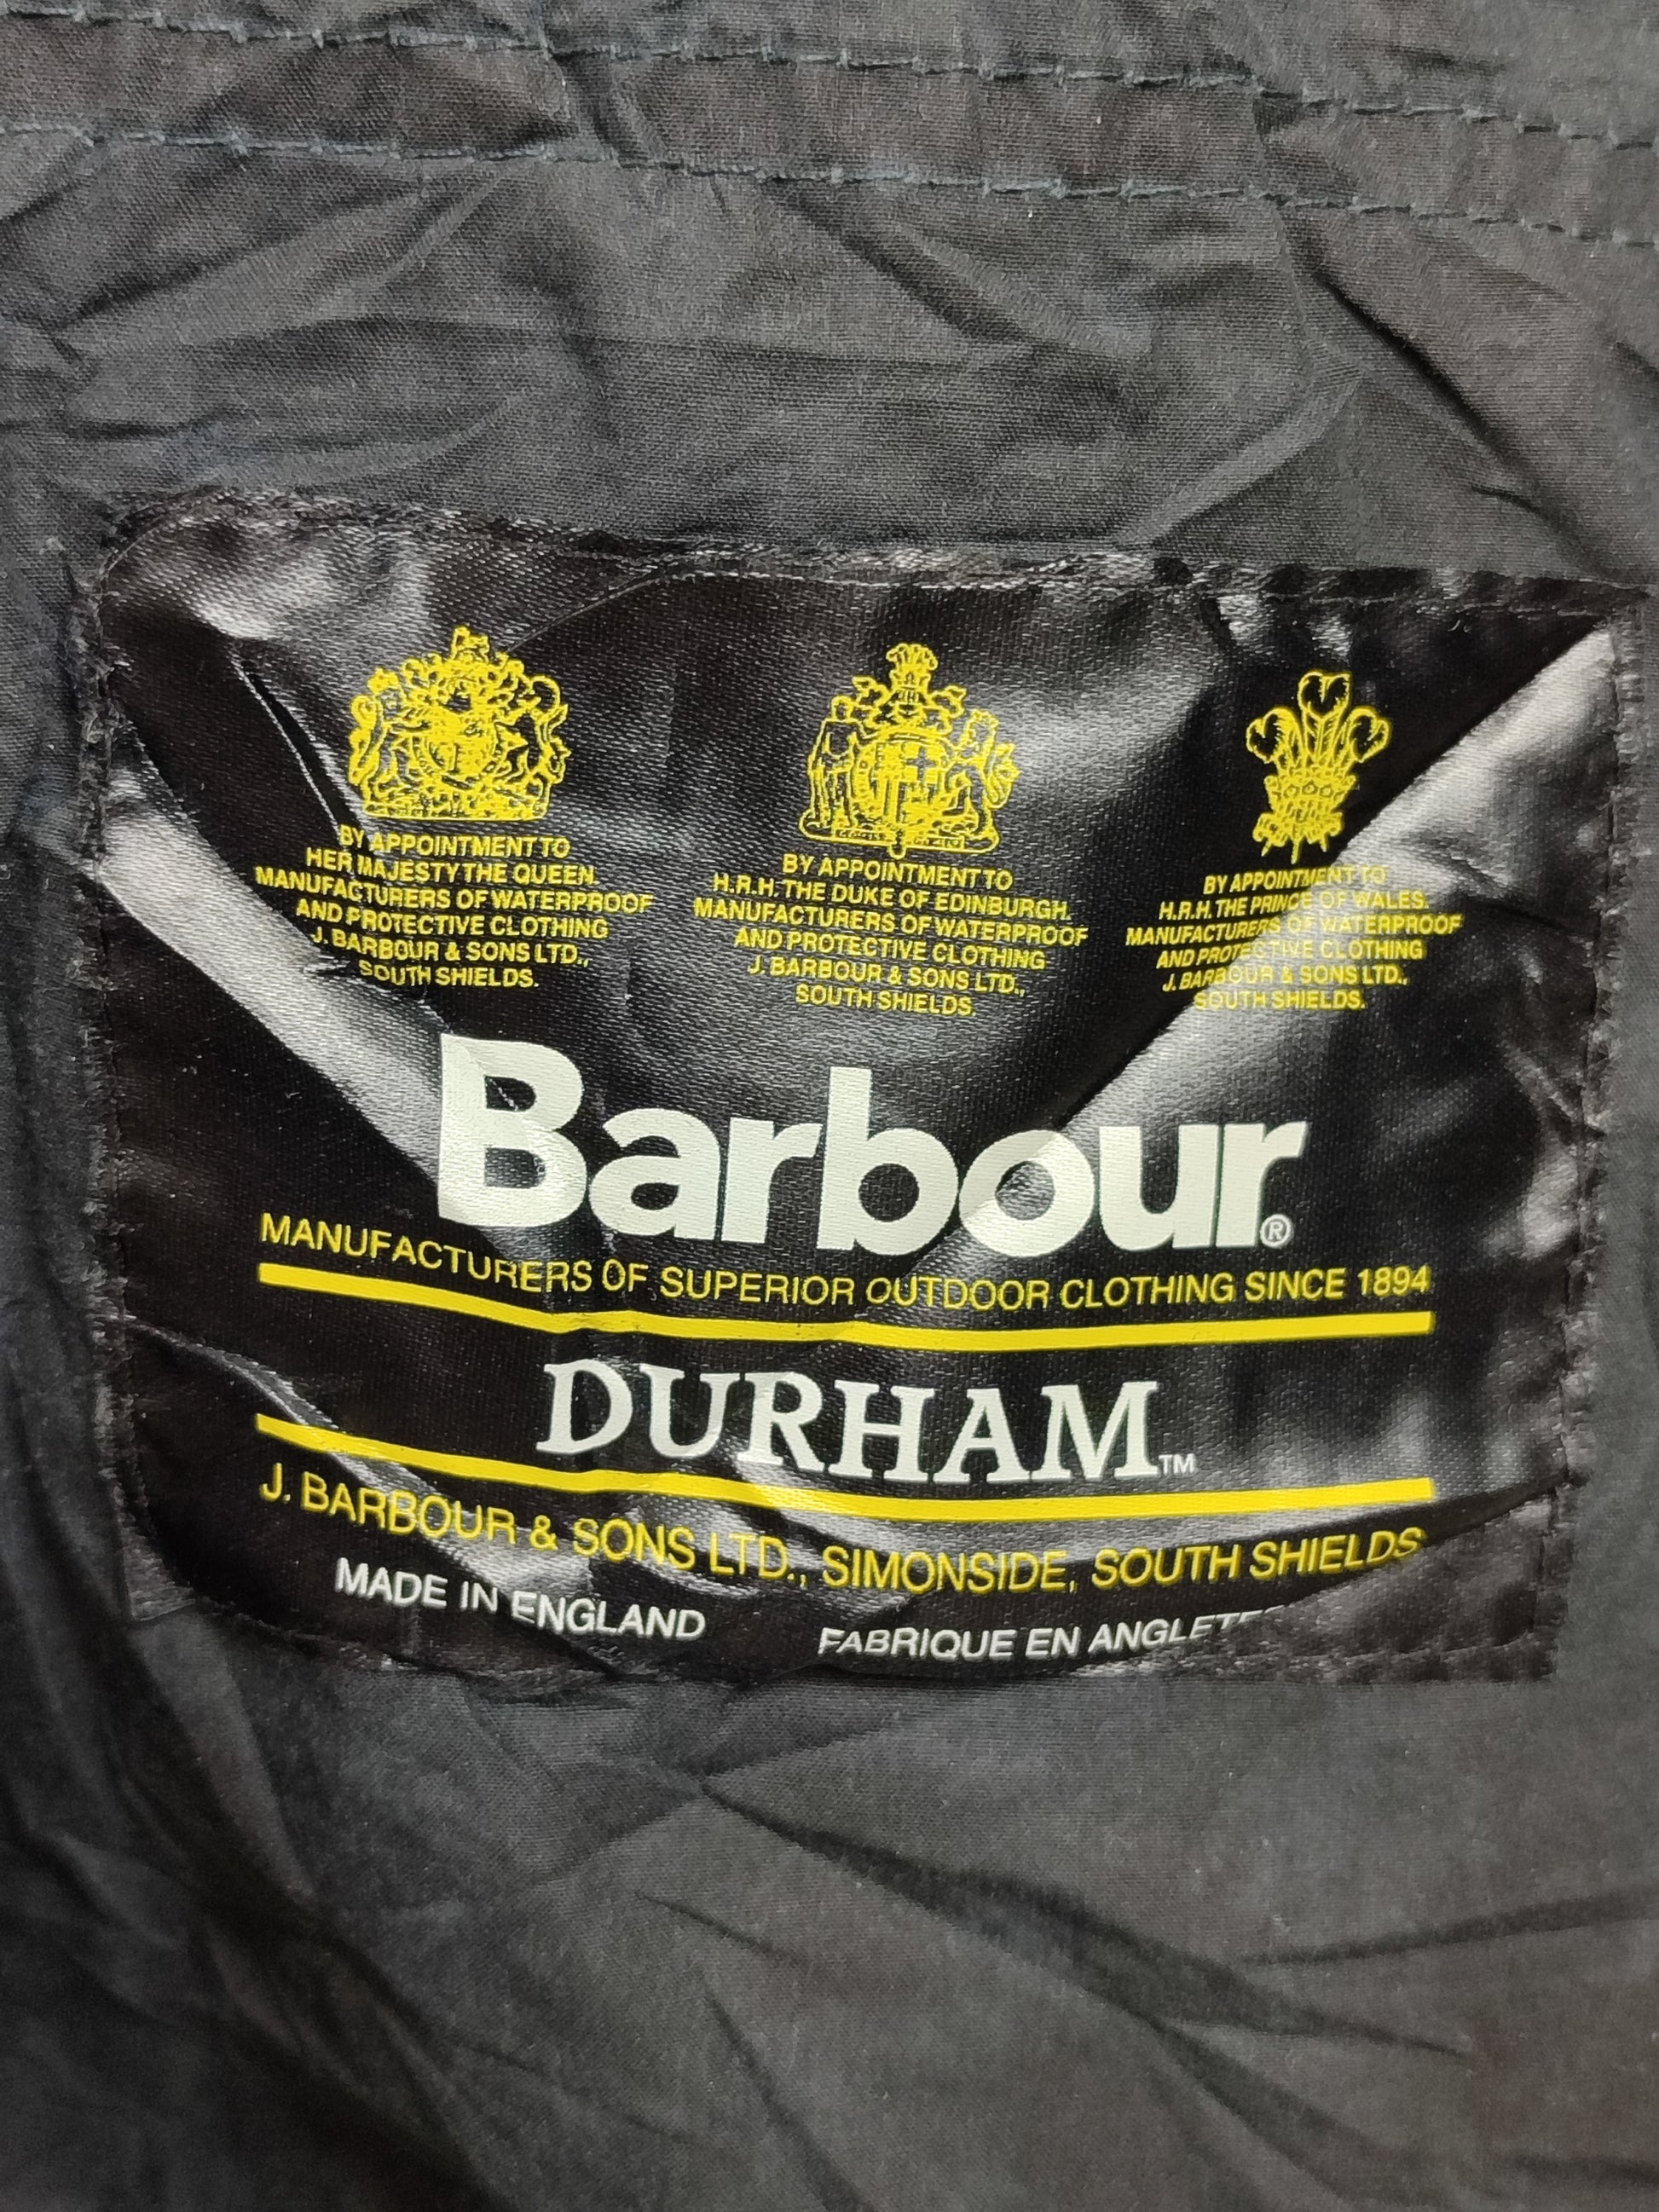 BY APPOINTMENT TO
HER MAJESTY THE QUEEN
MANUFACTURERS OF WATERPROOF
AND PROTECTIVE CLOTHING
J. BARBOUR & SONS LTD.,
SOUTH SHIELDS.
BY APPOINTMENT TO
H.R.H. THE DUKE OF EDINBURGH
MANUFACTURERS OF WATERPROOF
AND PROTECTIVE CLOTHING
J. BARBOUR & SONS LTD.,
SOUTH SHIELDS.
BY APPOINTMENT TO
H.R.H. THE PRINCE OF WALES.
MANUFACTURERS OF WATERPROOF
AND PROTECTIVE CLOTHING
J. BARBOUR & SONS LTD.,
SOUTH SHIELDS.
Barbour®
MANUFACTURERS OF SUPERIOR OUTDOOR CLOTHING SINCE 1894
DURHAM™
J. BARBOUR & SONS LTD., SIMONSIDE, SOUTH SHIELDS
MADE IN ENGLAND FABRIQUE EN